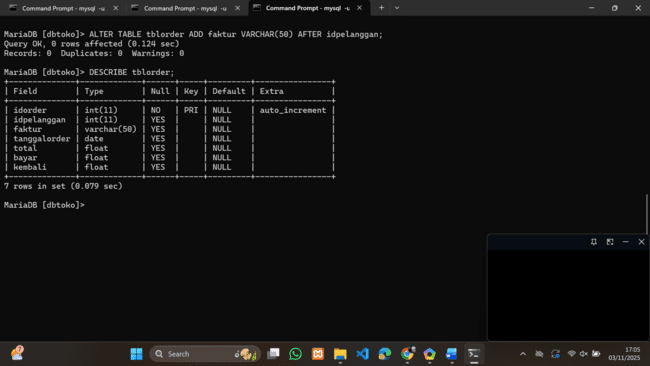 Command Prompt - mysql -u
Command Prompt - mysql -u
Command Prompt - mysql -u
MariaDB [dbtoko]> ALTER TABLE tblorder ADD faktur VARCHAR(50) AFTER idpelanggan;
Query OK, 0 rows affected (0.124 sec)
Records: 0  Duplicates: 0  Warnings: 0
MariaDB [dbtoko]> DESCRIBE tblorder;
+--------------+-------------+------+-----+---------+----------------+
| Field        | Type        | Null | Key | Default | Extra          |
+--------------+-------------+------+-----+---------+----------------+
| idorder      | int(11)     | NO   | PRI | NULL    | auto_increment |
| idpelanggan  | int(11)     | YES  |     | NULL    |                |
| faktur       | varchar(50) | YES  |     | NULL    |                |
| tanggalorder | date        | YES  |     | NULL    |                |
| total        | float       | YES  |     | NULL    |                |
| bayar        | float       | YES  |     | NULL    |                |
| kembali      | float       | YES  |     | NULL    |                |
+--------------+-------------+------+-----+---------+----------------+
7 rows in set (0.079 sec)
MariaDB [dbtoko]>
Search
17:05
03/11/2025